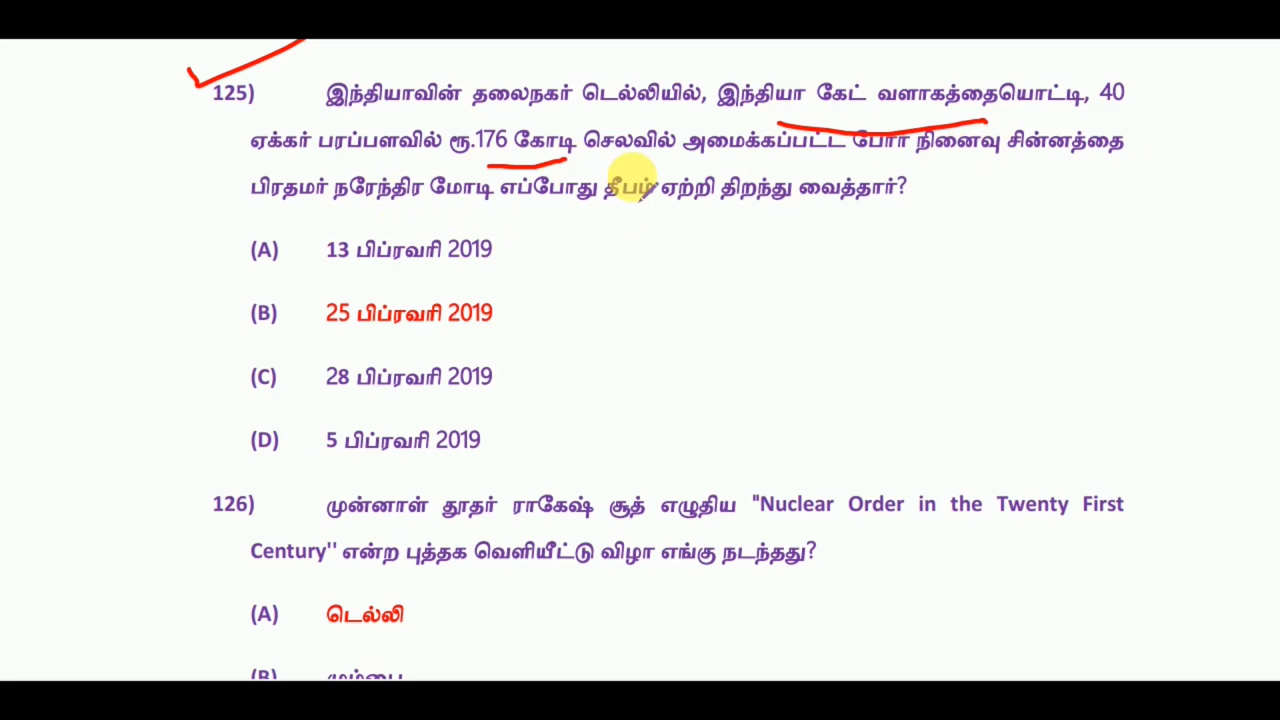 125) இந்தியாவின் தலைநகர் டெல்லியில், இந்தியா கேட் வளாகத்தையொட்டி, 40
ஏக்கர் பரப்பளவில் ரூ.176 கோடி செலவில் அமைக்கப்பட்ட போர் நினைவு சின்னத்தை
பிரதமர் நரேந்திர மோடி எப்போது தீபம் ஏற்றி திறந்து வைத்தார்?
(A) 13 பிப்ரவரி 2019
(B) 25 பிப்ரவரி 2019
(C) 28 பிப்ரவரி 2019
(D) 5 பிப்ரவரி 2019
126) முன்னாள் தூதர் ராகேஷ் சூத் எழுதிய "Nuclear Order in the Twenty First
Century'' என்ற புத்தக வெளியீட்டு விழா எங்கு நடந்தது?
(A) டெல்லி
(B) மும்பை